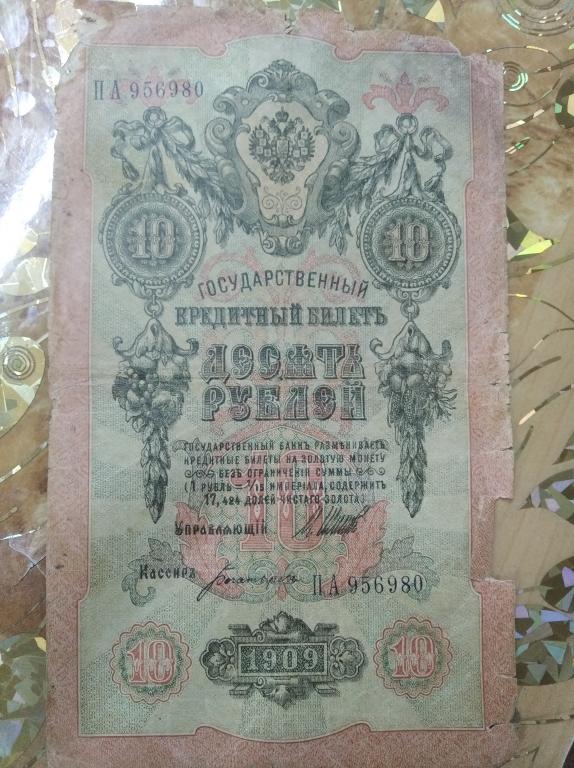 ПА 956980
10 10
ГОСУДАРСТВЕННЫЙ
КРЕДИТНЫЙ БИЛЕТЪ
ДЕСЯТЬ
РУБЛЕЙ
ГОСУДАРСТВЕННЫЙ БАНКЪ РАЗМѢНИВАЕТЪ
КРЕДИТНЫЕ БИЛЕТЫ НА ЗОЛОТУЮ МОНЕТУ
БЕЗЪ ОГРАНИЧЕНІЯ СУММЫ
(1 РУБЛЬ = 1/15 ИМПЕРІАЛА, СОДЕРЖИТЪ
17,424 ДОЛЕЙ ЧИСТАГО ЗОЛОТА)
10
УПРАВЛЯЮЩІЙ
КАССИРЪ
ПА 956980
10 1909 10